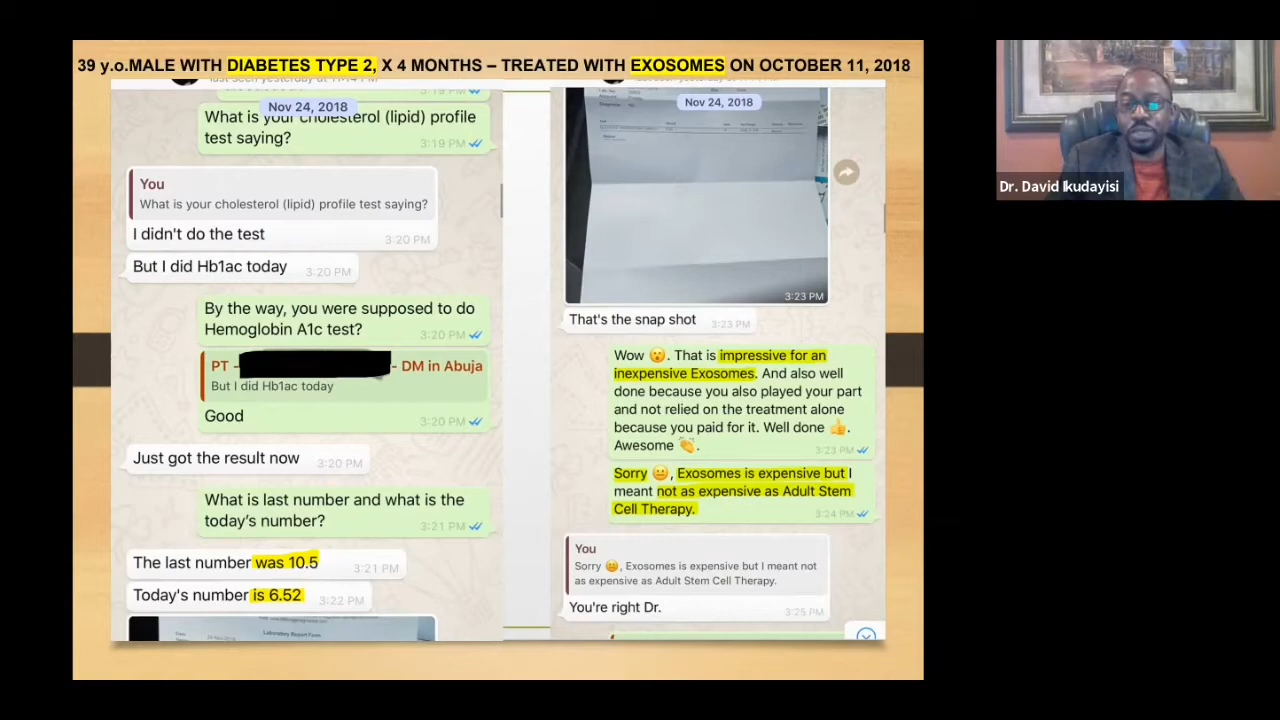 39 y.o.MALE WITH DIABETES TYPE 2, X 4 MONTHS – TREATED WITH EXOSOMES ON OCTOBER 11, 2018
3:19 PM
Nov 24, 2018
What is your cholesterol (lipid) profile
test saying?
3:19 PM
You
What is your cholesterol (lipid) profile test saying?
I didn't do the test
3:20 PM
But I did Hb1ac today
3:20 PM
By the way, you were supposed to do
Hemoglobin A1c test?
3:20 PM
PT - - DM in Abuja
But I did Hb1ac today
Good
3:20 PM
Just got the result now
3:20 PM
What is last number and what is the
today's number?
3:21 PM
The last number was 10.5
3:21 PM
Today's number is 6.52
3:22 PM
Laboratory Report Form
Nov 24, 2018
3:23 PM
That's the snap shot
3:23 PM
Wow 😮. That is impressive for an
inexpensive Exosomes. And also well
done because you also played your part
and not relied on the treatment alone
because you paid for it. Well done 👍.
Awesome 👏.
3:23 PM
Sorry 😐, Exosomes is expensive but I
meant not as expensive as Adult Stem
Cell Therapy.
3:24 PM
You
Sorry 😐, Exosomes is expensive but I meant not
as expensive as Adult Stem Cell Therapy.
You're right Dr.
3:25 PM
Dr. David Ikudayisi